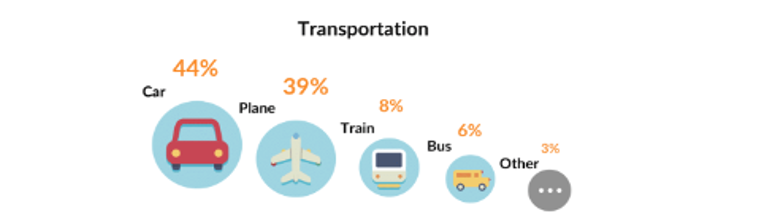 Transportation
Car 44%
Plane 39%
Train 8%
Bus 6%
Other 3%